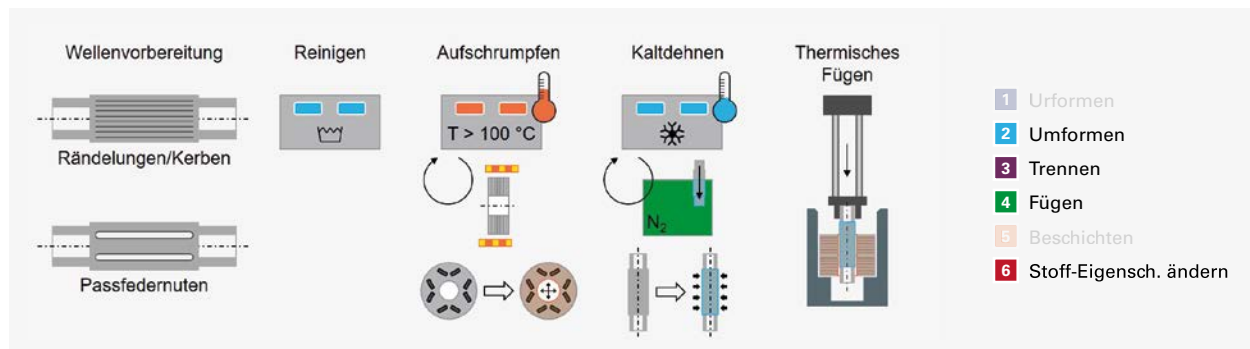 Wellenvorbereitung
Rändelungen/Kerben
Passfedernuten
Reinigen
Aufschrumpfen
T > 100 °C
Kaltdehnen
N₂
Thermisches
Fügen
1 Urformen
2 Umformen
3 Trennen
4 Fügen
5 Beschichten
6 Stoff-Eigensch. ändern